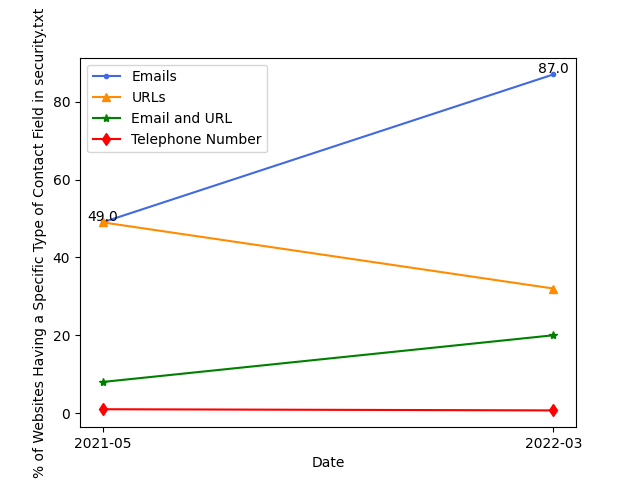 % of Websites Having a Specific Type of Contact Field in security.txt
Emails
URLs
Email and URL
Telephone Number
87.0
49.0
80
60
40
20
0
2021-05
2022-03
Date